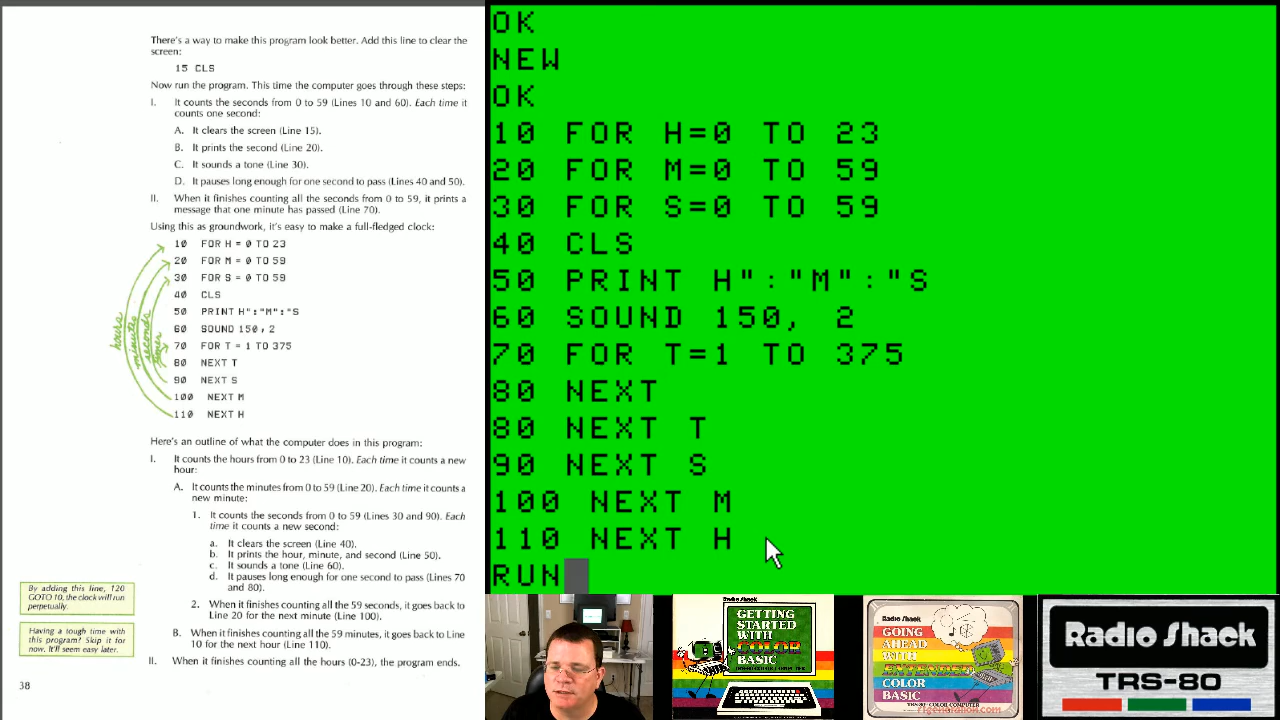 There's a way to make this program look better. Add this line to clear the
screen:
15 CLS
Now run the program. This time the computer goes through these steps:
I. It counts the seconds from 0 to 59 (Lines 10 and 60). Each time it
counts one second:
A. It clears the screen (Line 15).
B. It prints the second (Line 20).
C. It sounds a tone (Line 30).
D. It pauses long enough for one second to pass (Lines 40 and 50).
II. When it finishes counting all the seconds from 0 to 59, it prints a
message that one minute has passed (Line 70).
Using this as groundwork, it's easy to make a full-fledged clock:
10 FOR H = 0 TO 23
20 FOR M = 0 TO 59
30 FOR S = 0 TO 59
40 CLS
50 PRINT H":"M":"S
60 SOUND 150,2
70 FOR T = 1 TO 375
80 NEXT T
90 NEXT S
100 NEXT M
110 NEXT H
hours
minutes
seconds
Here's an outline of what the computer does in this program:
I. It counts the hours from 0 to 23 (Line 10). Each time it counts a new
hour:
A. It counts the minutes from 0 to 59 (Line 20). Each time it counts a
new minute:
1. It counts the seconds from 0 to 59 (Lines 30 and 90). Each
time it counts a new second:
a. It clears the screen (Line 40).
b. It prints the hour, minute, and second (Line 50).
c. It sounds a tone (Line 60).
d. It pauses long enough for one second to pass (Lines 70
and 80).
2. When it finishes counting all the 59 seconds, it goes back to
Line 20 for the next minute (Line 100).
B. When it finishes counting all the 59 minutes, it goes back to Line
10 for the next hour (Line 110).
II. When it finishes counting all the hours (0-23), the program ends.
By adding this line, 120
GOTO 10, the clock will run
perpetually.
Having a tough time with
this program? Skip it for
now. It'll seem easy later.
38
OK
NEW
OK
10 FOR H=0 TO 23
20 FOR M=0 TO 59
30 FOR S=0 TO 59
40 CLS
50 PRINT H":"M":"S
60 SOUND 150, 2
70 FOR T=1 TO 375
80 NEXT
80 NEXT T
90 NEXT S
100 NEXT M
110 NEXT H
RUN
Radio Shack
GETTING
STARTED
WITH
COLOR
BASIC
Radio Shack
GOING
AHEAD
WITH
EXTENDED
COLOR
BASIC
TRS-80 COLOR COMPUTER
Radio Shack
TRS-80